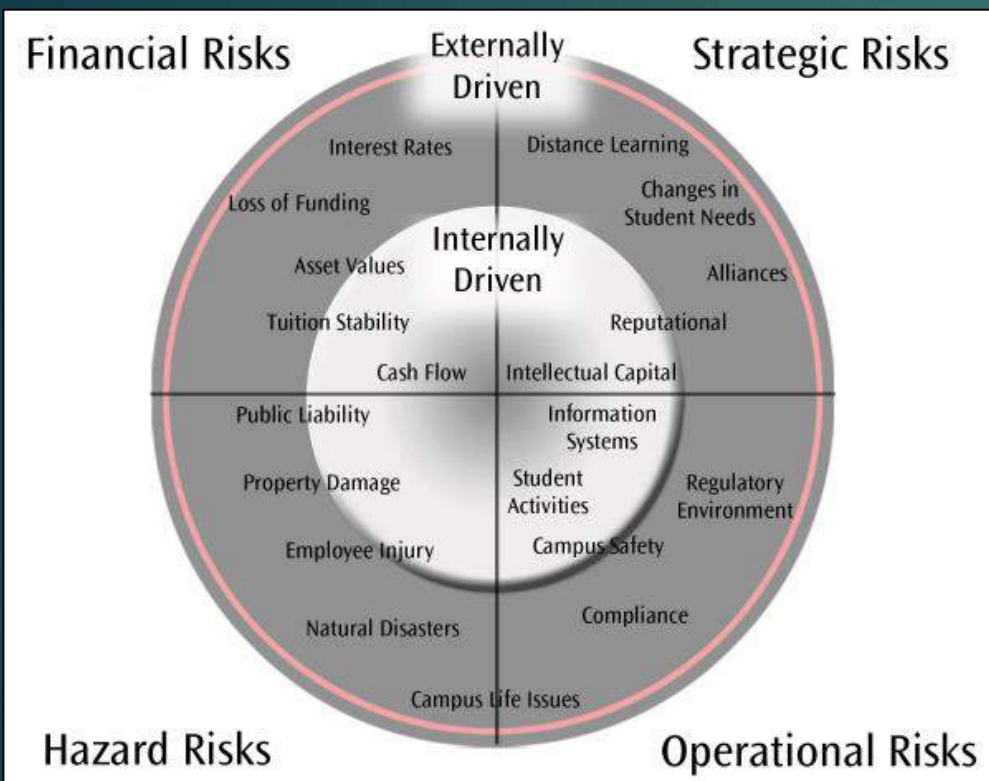 Financial Risks
Externally
Driven
Strategic Risks
Interest Rates
Distance Learning
Loss of Funding
Changes in
Student Needs
Internally
Driven
Asset Values
Alliances
Tuition Stability
Reputational
Cash Flow
Intellectual Capital
Public Liability
Information
Systems
Property Damage
Student
Activities
Regulatory
Environment
Employee Injury
Campus Safety
Natural Disasters
Compliance
Campus Life Issues
Hazard Risks
Operational Risks